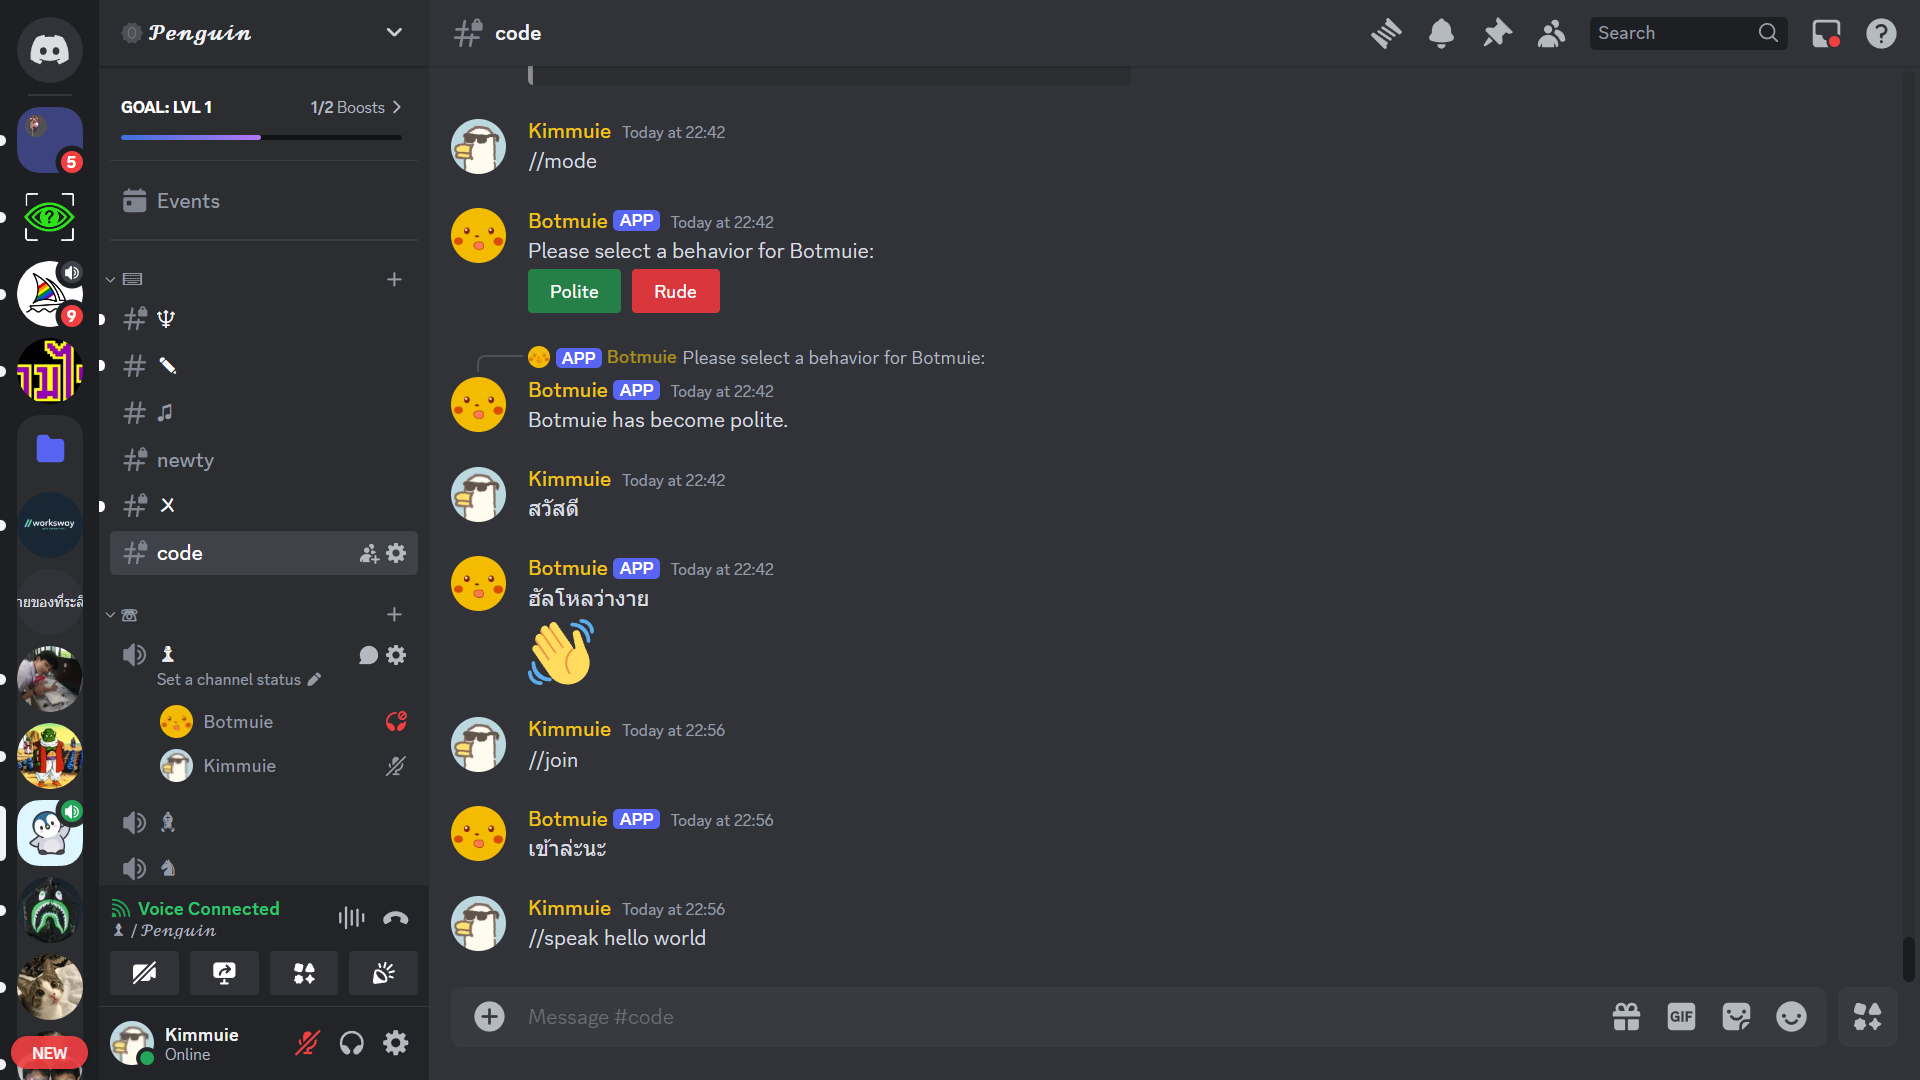 𝓟𝓮𝓷𝓰𝓾𝓲𝓷
GOAL: LVL 1
1/2 Boosts
Events
newty
code
Set a channel status
Botmuie
Kimmuie
Voice Connected
/ 𝓟𝓮𝓷𝓰𝓾𝓲𝓷
Kimmuie
Online
5
9
//worksway
ายของที่ระลึ
NEW
code
Search
Kimmuie Today at 22:42
//mode
Botmuie APP Today at 22:42
Please select a behavior for Botmuie:
Polite Rude
APP Botmuie Please select a behavior for Botmuie:
Botmuie APP Today at 22:42
Botmuie has become polite.
Kimmuie Today at 22:42
สวัสดี
Botmuie APP Today at 22:42
ฮัลโหลว่างาย
Kimmuie Today at 22:56
//join
Botmuie APP Today at 22:56
เข้าล่ะนะ
Kimmuie Today at 22:56
//speak hello world
Message #code
GIF